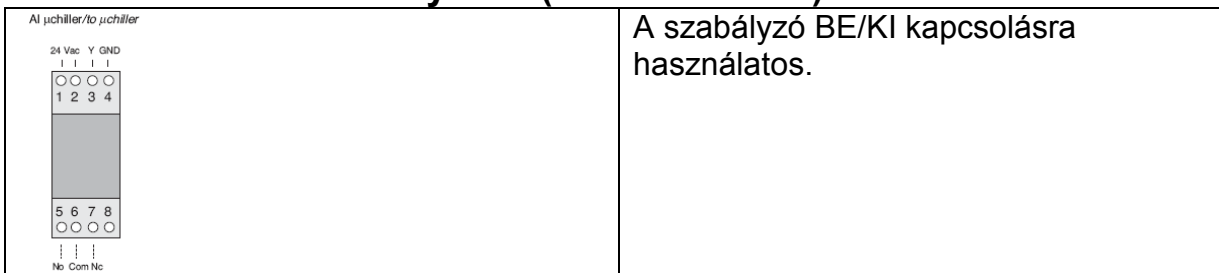 Al µchiller/to µchiller
24 Vac Y GND
1 2 3 4
5 6 7 8
No Com Nc
A szabályzó BE/KI kapcsolásra
használatos.